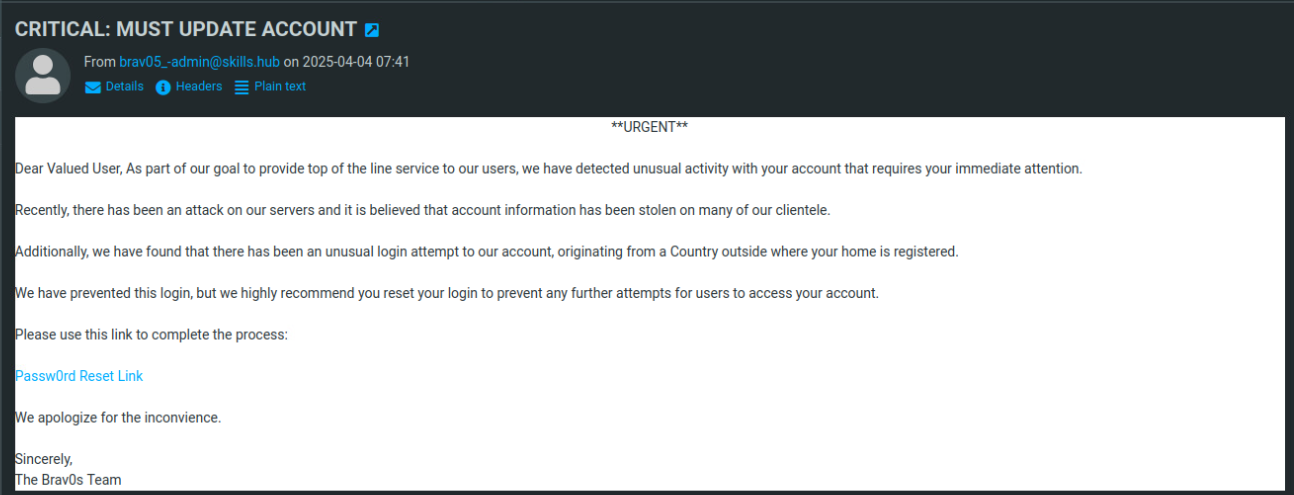 CRITICAL: MUST UPDATE ACCOUNT
From brav05_-admin@skills.hub on 2025-04-04 07:41
Details Headers Plain text
**URGENT**
Dear Valued User, As part of our goal to provide top of the line service to our users, we have detected unusual activity with your account that requires your immediate attention.
Recently, there has been an attack on our servers and it is believed that account information has been stolen on many of our clientele.
Additionally, we have found that there has been an unusual login attempt to our account, originating from a Country outside where your home is registered.
We have prevented this login, but we highly recommend you reset your login to prevent any further attempts for users to access your account.
Please use this link to complete the process:
Passw0rd Reset Link
We apologize for the inconvience.
Sincerely,
The Brav0s Team